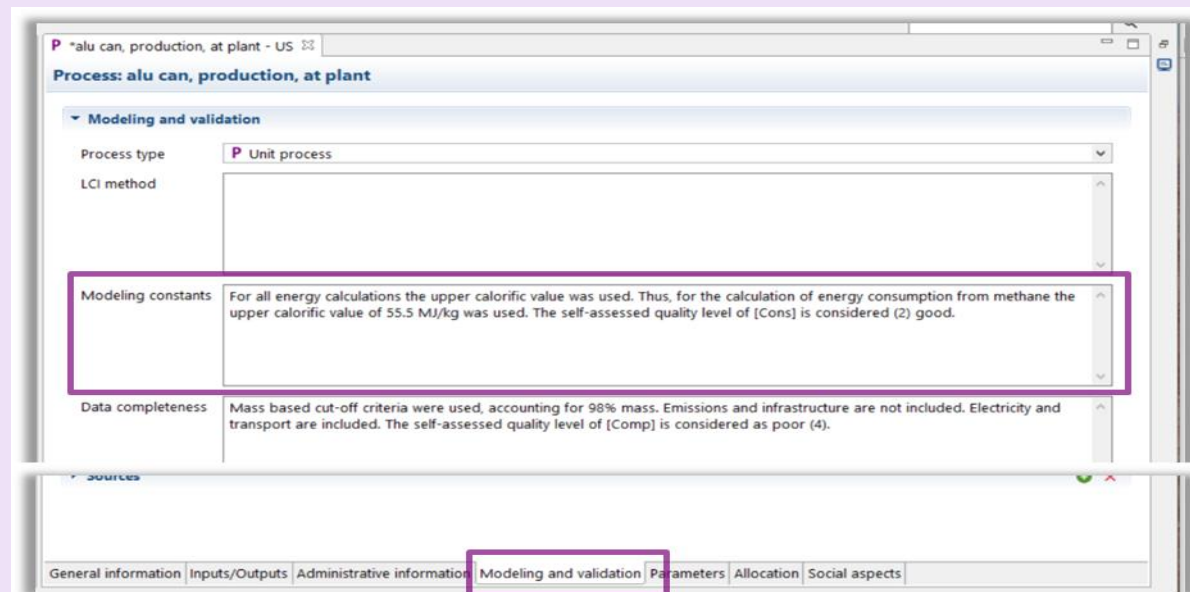 P *alu can, production, at plant - US
Process: alu can, production, at plant
Modeling and validation
Process type P Unit process
LCI method
Modeling constants For all energy calculations the upper calorific value was used. Thus, for the calculation of energy consumption from methane the
upper calorific value of 55.5 MJ/kg was used. The self-assessed quality level of [Cons] is considered (2) good.
Data completeness Mass based cut-off criteria were used, accounting for 98% mass. Emissions and infrastructure are not included. Electricity and
transport are included. The self-assessed quality level of [Comp] is considered as poor (4).
Sources
General information Inputs/Outputs Administrative information Modeling and validation Parameters Allocation Social aspects